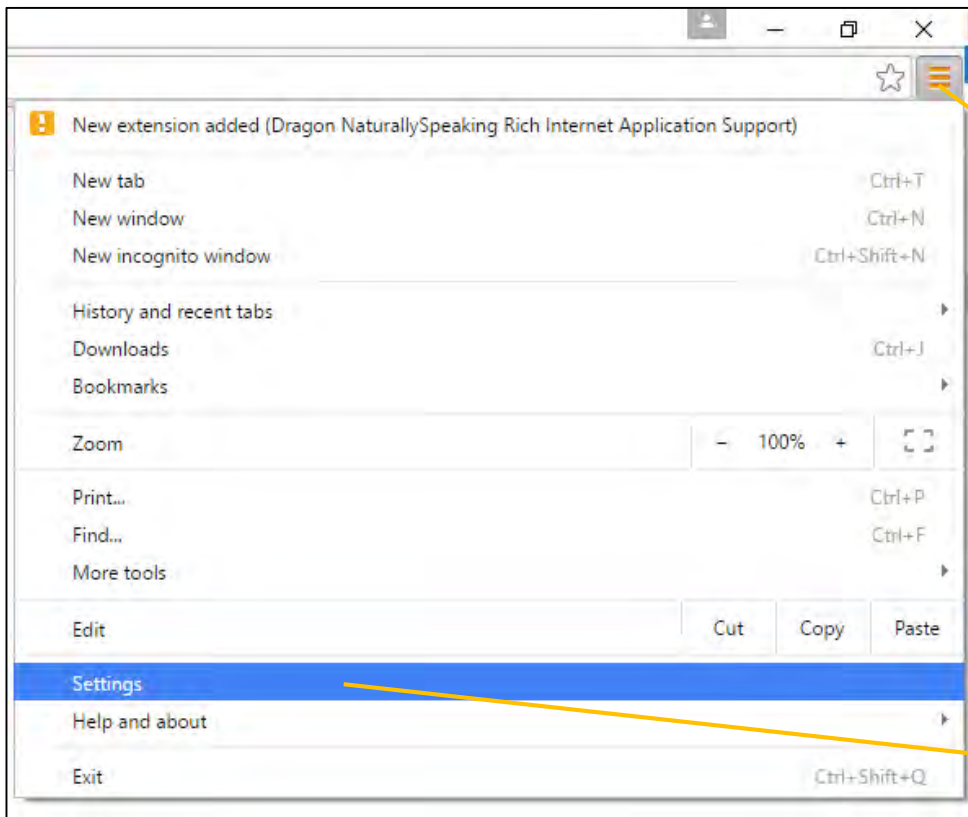 New extension added (Dragon NaturallySpeaking Rich Internet Application Support)
New tab Ctrl+T
New window Ctrl+N
New incognito window Ctrl+Shift+N
History and recent tabs
Downloads Ctrl+J
Bookmarks
Zoom - 100% +
Print... Ctrl+P
Find... Ctrl+F
More tools
Edit Cut Copy Paste
Settings
Help and about
Exit Ctrl+Shift+Q